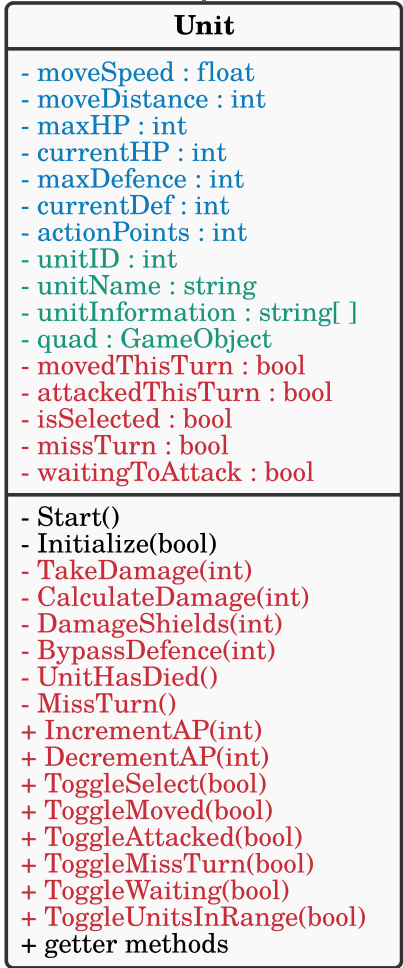 Unit
- moveSpeed : float
- moveDistance : int
- maxHP : int
- currentHP : int
- maxDefence : int
- currentDef : int
- actionPoints : int
- unitID : int
- unitName : string
- unitInformation : string[ ]
- quad : GameObject
- movedThisTurn : bool
- attackedThisTurn : bool
- isSelected : bool
- missTurn : bool
- waitingToAttack : bool
- Start()
- Initialize(bool)
- TakeDamage(int)
- CalculateDamage(int)
- DamageShields(int)
- BypassDefence(int)
- UnitHasDied()
- MissTurn()
+ IncrementAP(int)
+ DecrementAP(int)
+ ToggleSelect(bool)
+ ToggleMoved(bool)
+ ToggleAttacked(bool)
+ ToggleMissTurn(bool)
+ ToggleWaiting(bool)
+ ToggleUnitsInRange(bool)
+ getter methods